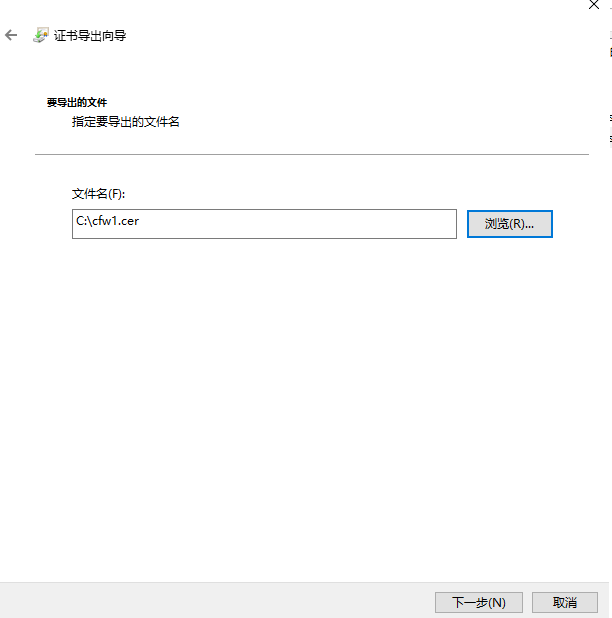 证书导出向导
要导出的文件
指定要导出的文件名
文件名(F):
C:\cfw1.cer
浏览(R)...
下一步(N)
取消